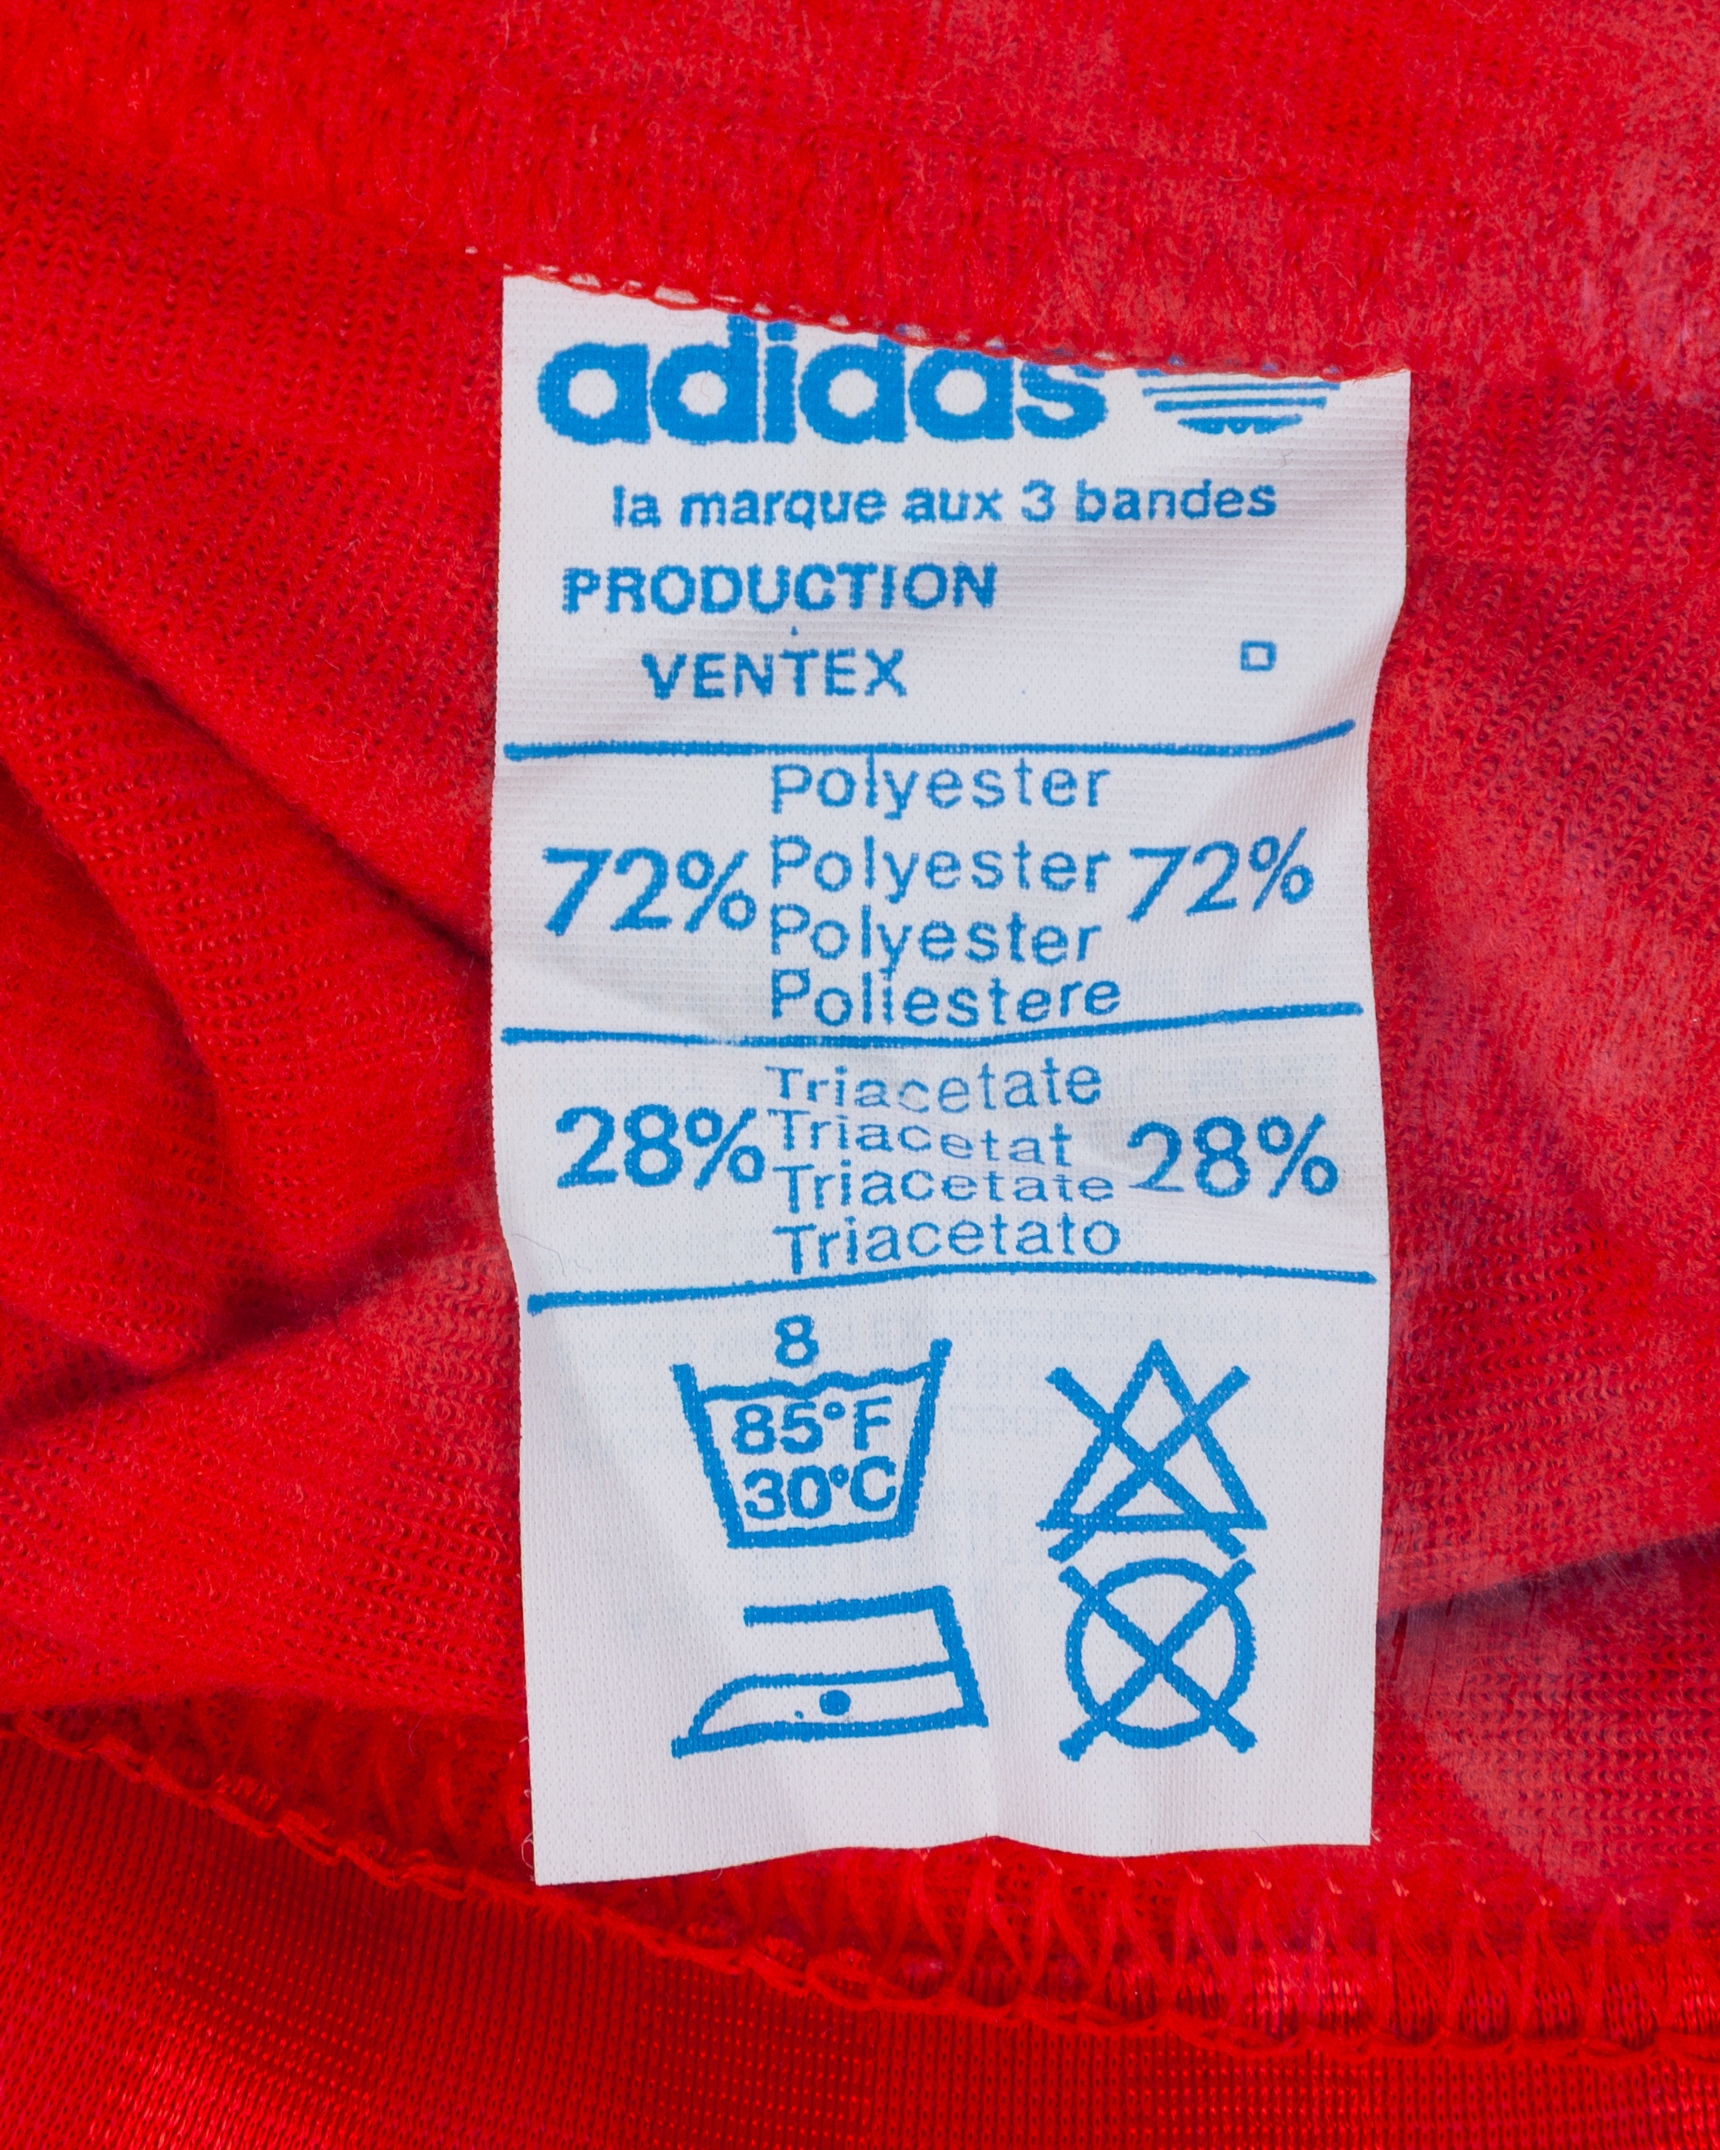 adidas
la marque aux 3 bandes
PRODUCTION
VENTEX
Polyester
72% Polyester 72%
Polyester
Poliestere
Triacetate
28% Triacetat 28%
Triacetate
Triacetato
8
85°F
30°C